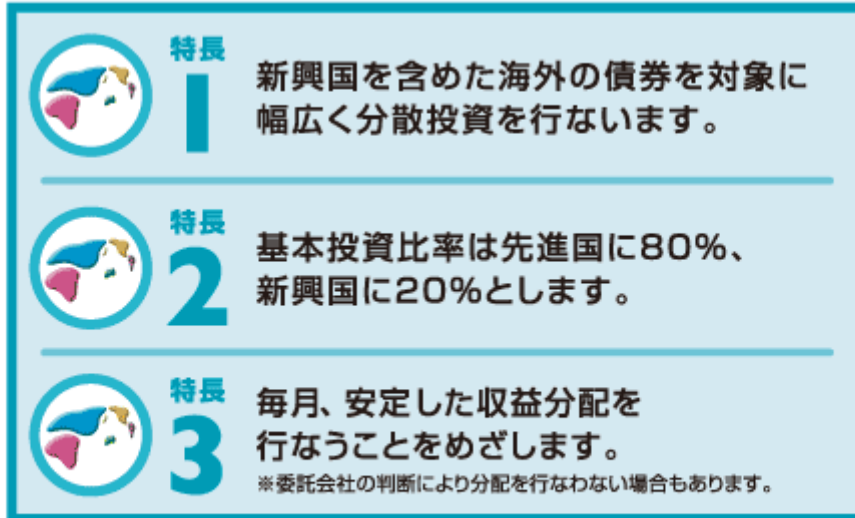 特長
1
新興国を含めた海外の債券を対象に
幅広く分散投資を行ないます。
特長
2
基本投資比率は先進国に80%、
新興国に20%とします。
特長
3
毎月、安定した収益分配を
行なうことをめざします。
※委託会社の判断により分配を行なわない場合もあります。